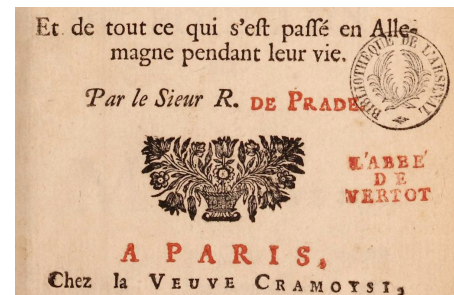 Et de tout ce qui s'eſt paſſé en Alle-
magne pendant leur vie.
Par le Sieur R. DE PRADE
BIBLIOTHEQUE DE L'ARSENAL
L'ABBE'
DE
VERTOT
A PARIS,
Chez la VEUVE CRAMOYSI,